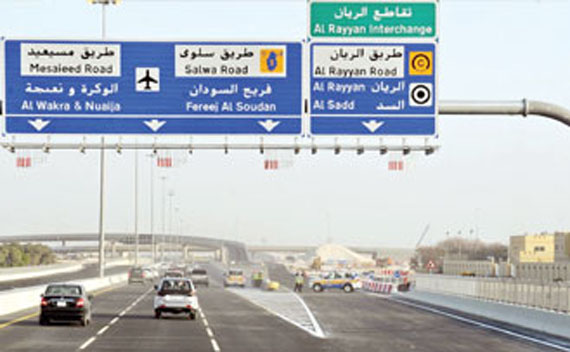 تقاطع الريان
Al Rayyan Interchange
طريق مسيعيد
Mesaieed Road
الوكرة و نعيجة
Al Wakra & Nuaija
طريق سلوى
Salwa Road
فريج السودان
Fereej Al Soudan
طريق الريان
Al Rayyan Road
C
Al Rayyan الريان
Al Sadd السد